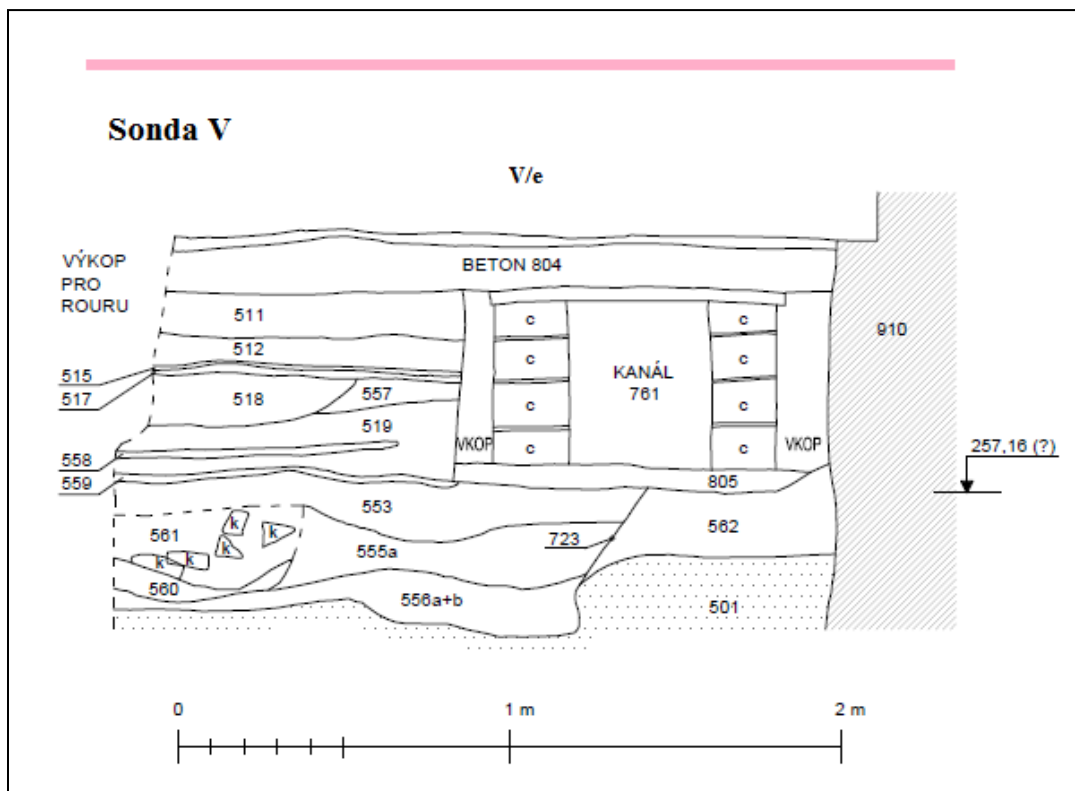 Sonda V
V/e
VÝKOP
PRO
ROURU
BETON 804
511
c
c
910
512
c
c
KANÁL
761
515
517
518
557
c
c
519
VKOP
c
c
VKOP
257,16 (?)
558
559
805
553
561
k
k
k
562
723
k
k
555a
560
556a+b
501
0
1 m
2 m